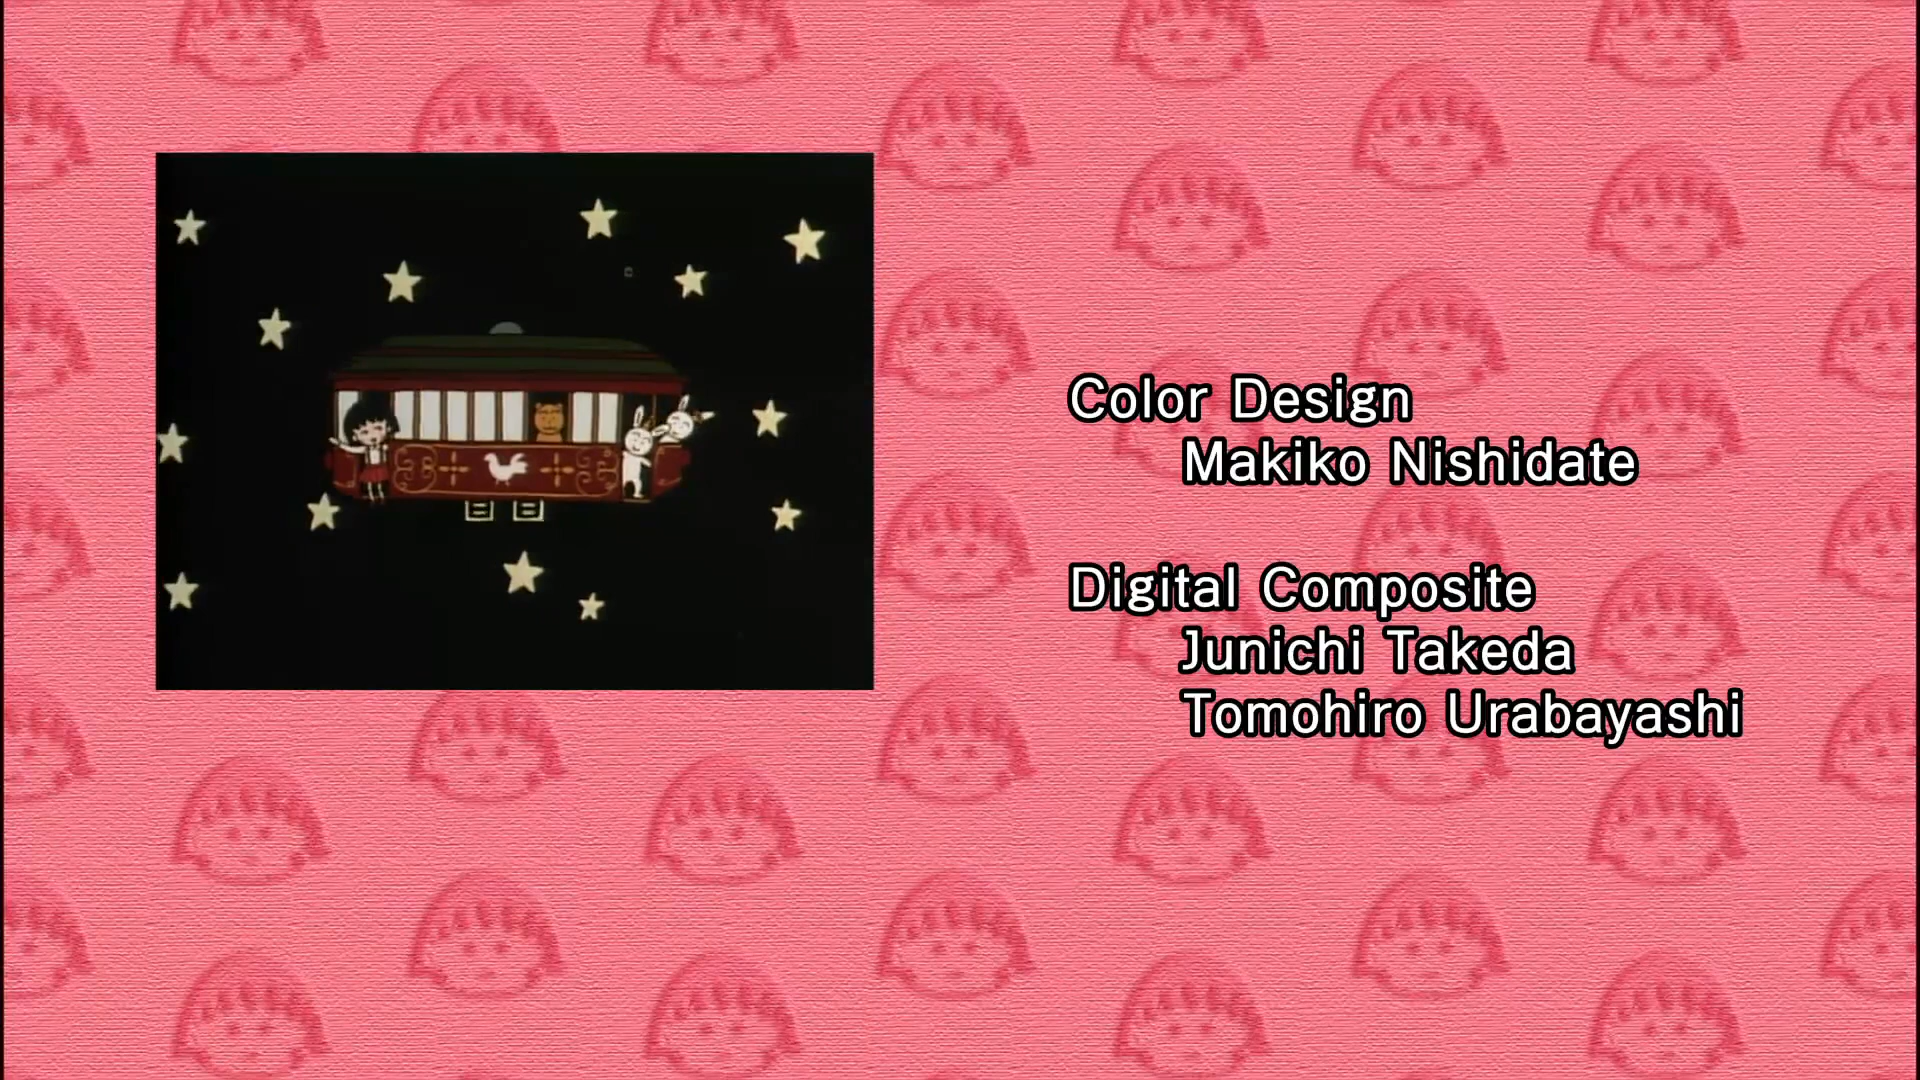 Color Design
Makiko Nishidate
Digital Composite
Junichi Takeda
Tomohiro Urabayashi